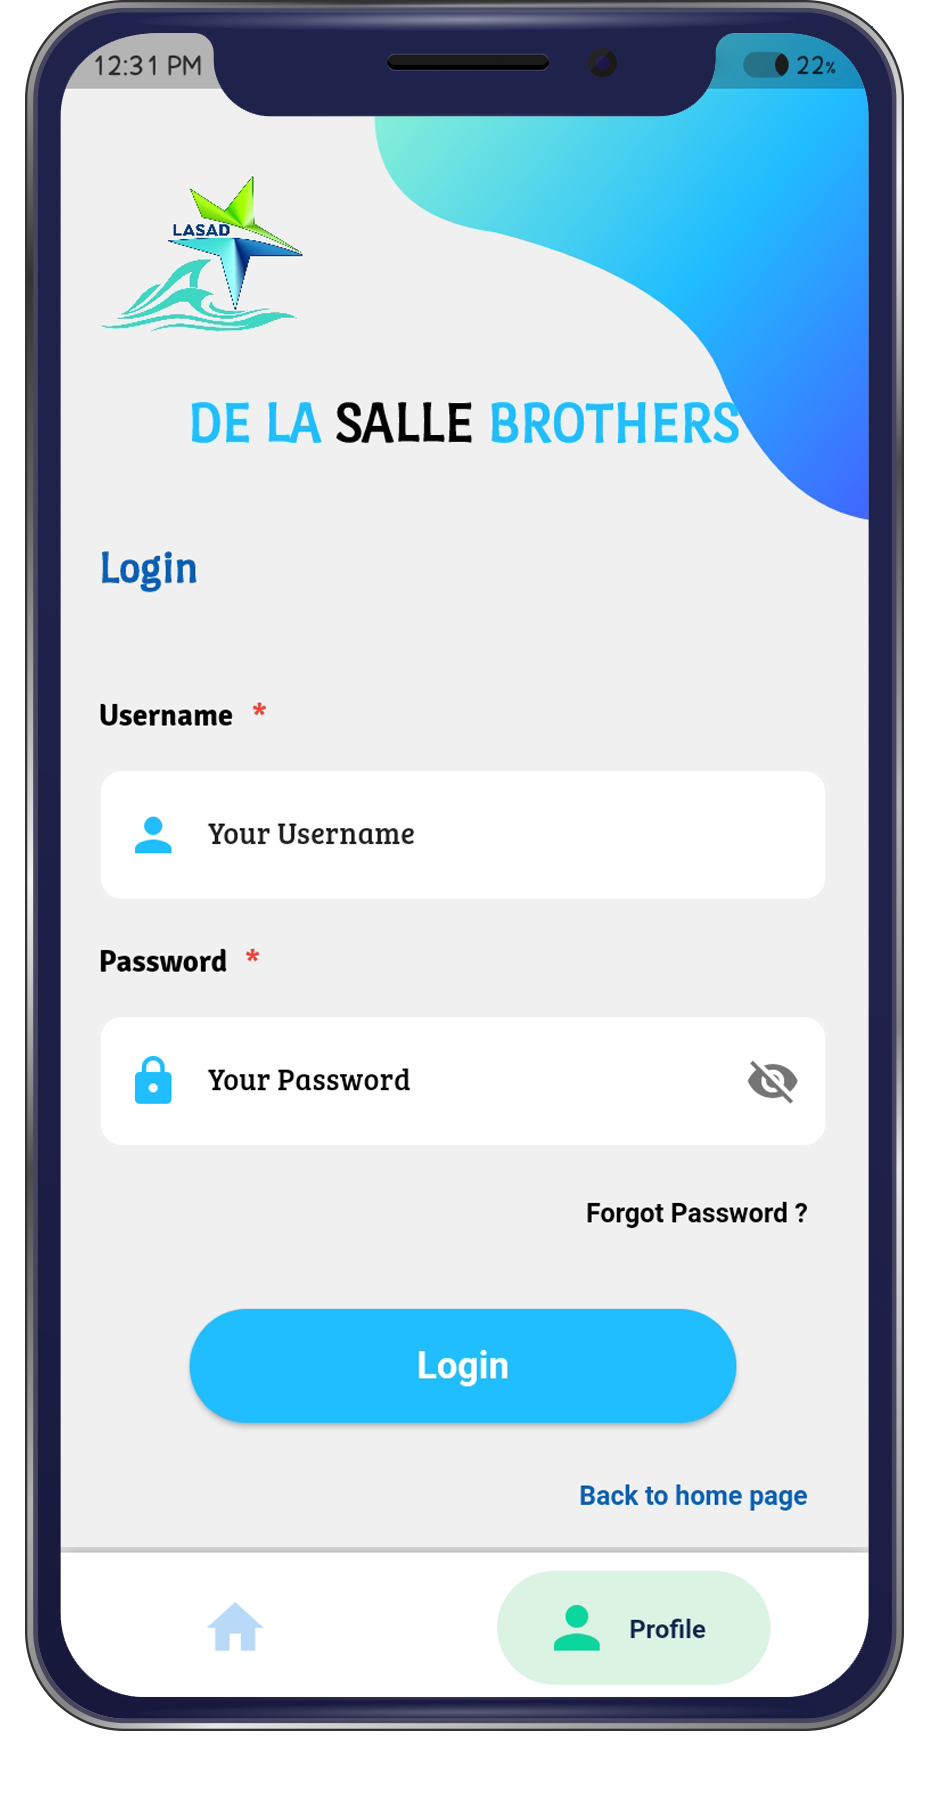 12:31 PM 22%
LASAD
DE LA SALLE BROTHERS
Login
Username *
Your Username
Password *
Your Password
Forgot Password ?
Login
Back to home page
Profile